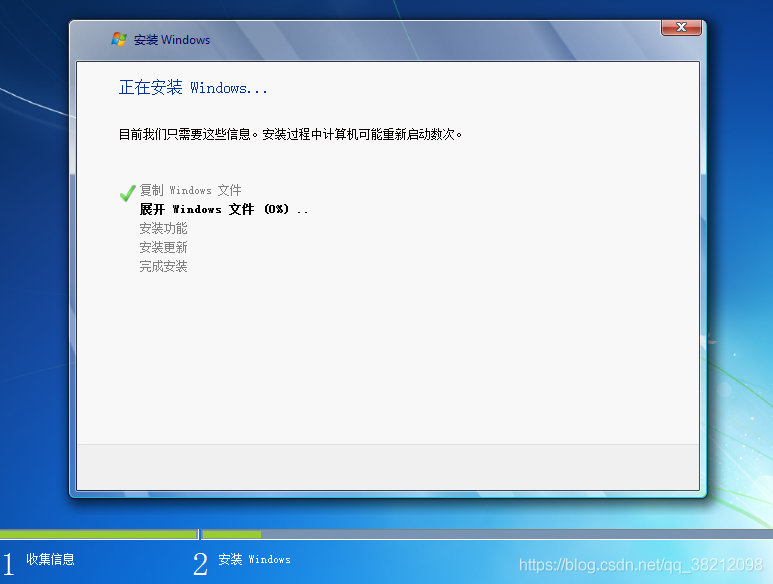 安装 Windows
正在安装 Windows...
目前我们只需要这些信息。安装过程中计算机可能重新启动数次。
复制 Windows 文件
展开 Windows 文件 (0%) ..
安装功能
安装更新
完成安装
1 收集信息
2 安装 Windows
https://blog.csdn.net/qq_38212098